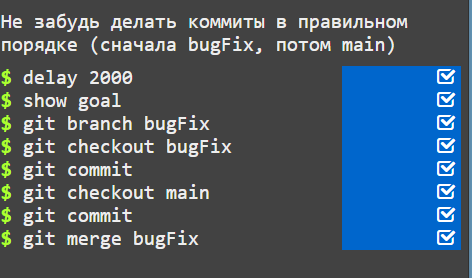 Не забудь делать коммиты в правильном
порядке (сначала bugFix, потом main)
$ delay 2000
$ show goal
$ git branch bugFix
$ git checkout bugFix
$ git commit
$ git checkout main
$ git commit
$ git merge bugFix